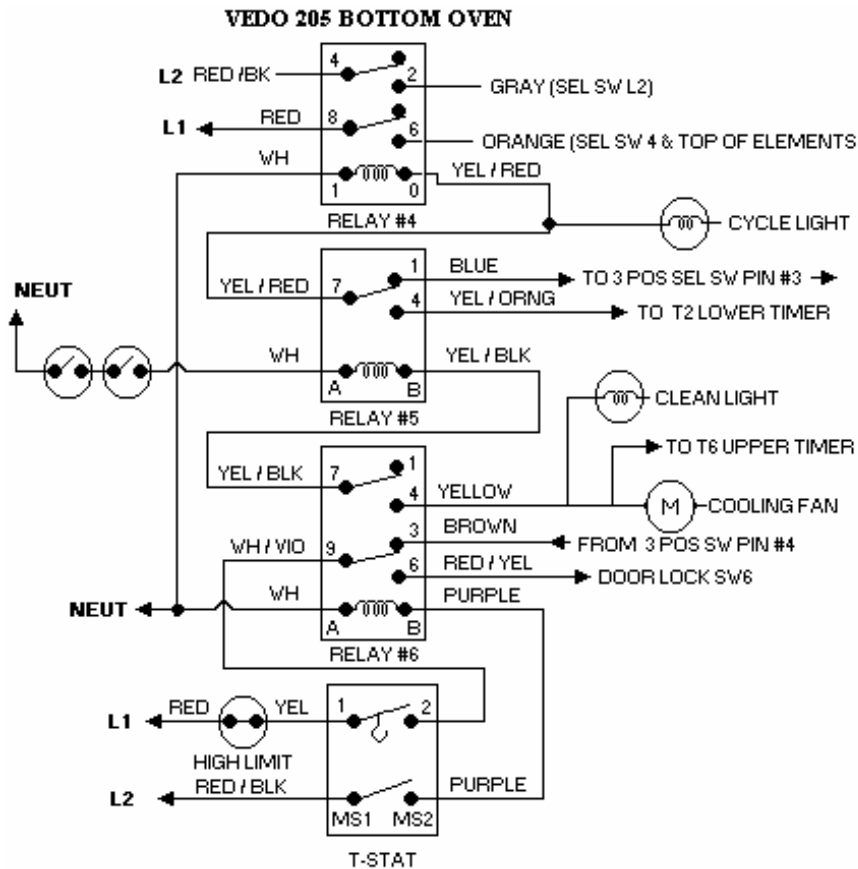 VEDO 205 BOTTOM OVEN
4
L2 RED /BK
2
GRAY (SEL SW L2)
RED
8
L1
6
ORANGE (SEL SW 4 & TOP OF ELEMENTS
WH
YEL / RED
1
0
RELAY #4
CYCLE LIGHT
1
BLUE
TO 3 POS SEL SW PIN #3
NEUT
YEL / RED
7
4
YEL / ORNG
TO T2 LOWER TIMER
WH
YEL / BLK
A
B
RELAY #5
CLEAN LIGHT
TO T6 UPPER TIMER
YEL / BLK
7
1
4
YELLOW
M
COOLING FAN
3
BROWN
WH / VIO
9
FROM 3 POS SW PIN #4
6
RED / YEL
DOOR LOCK SW6
NEUT
WH
PURPLE
A
B
RELAY #6
RED
YEL
1
2
L1
HIGH LIMIT
RED / BLK
PURPLE
L2
MS1
MS2
T-STAT